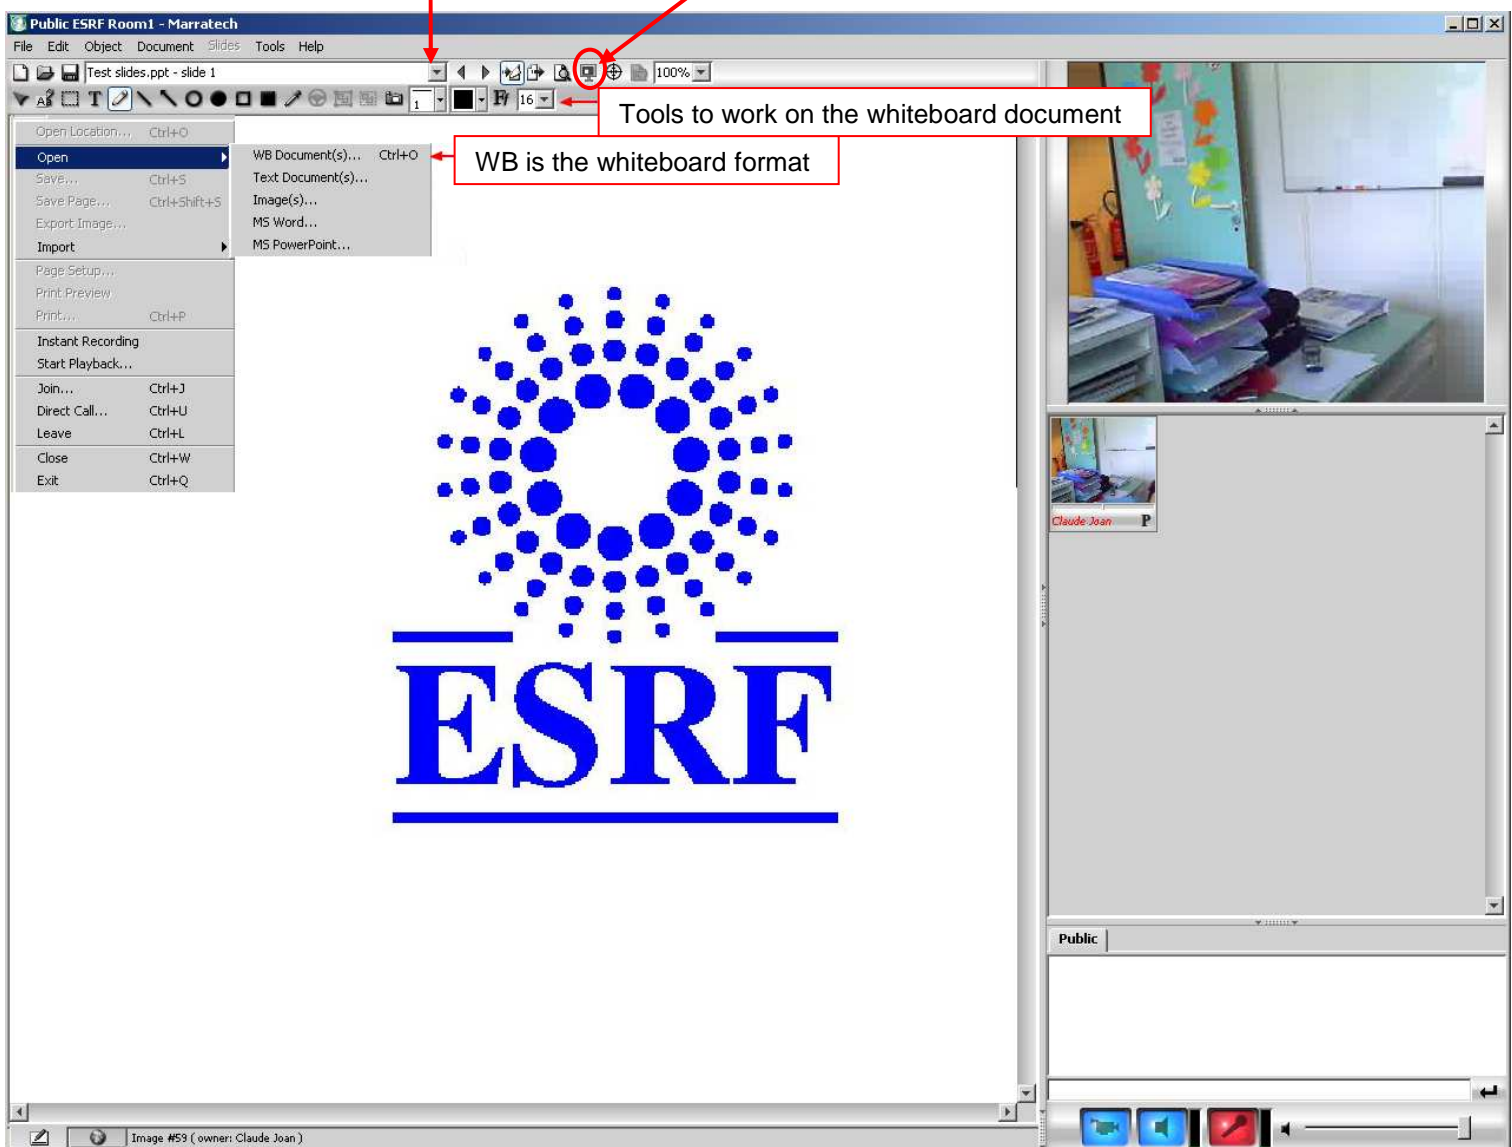 Public ESRF Room1 - Marratech
File Edit Object Document Slides Tools Help
Test slides.ppt - slide 1
100%
T
1
16
Tools to work on the whiteboard document
Open Location... Ctrl+O
Open
WB Document(s)... Ctrl+O
WB is the whiteboard format
Save... Ctrl+S
Text Document(s)...
Save Page... Ctrl+Shift+S
Image(s)...
Export Image...
MS Word...
Import
MS PowerPoint...
Page Setup...
Print Preview
Print... Ctrl+P
Instant Recording
Start Playback...
Join... Ctrl+J
Direct Call... Ctrl+U
Leave Ctrl+L
Close Ctrl+W
Exit Ctrl+Q
Claude Joan P
ESRF
Public
Image #59 ( owner: Claude Joan )